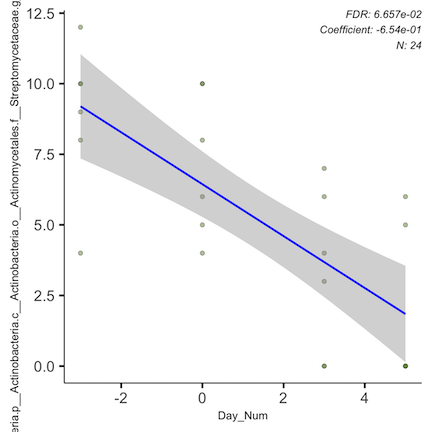 FDR: 6.657e-02
Coefficient: -6.54e-01
N: 24
12.5
10.0
7.5
5.0
2.5
0.0
-2
0
2
4
Day_Num
eria.p__Actinobacteria.c__Actinobacteria.o__Actinomycetales.f__Streptomycetaceae.g